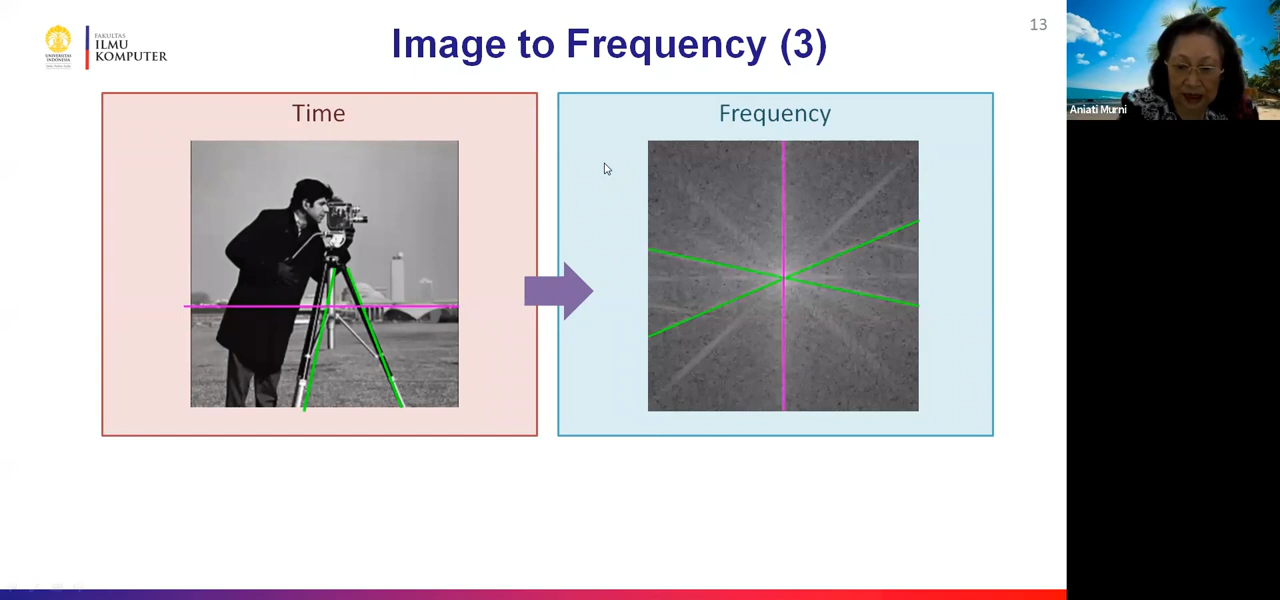 Image to Frequency (3)
13
FAKULTAS
ILMU
KOMPUTER
UNIVERSITAS
INDONESIA
Time
Frequency
Aniati Murni